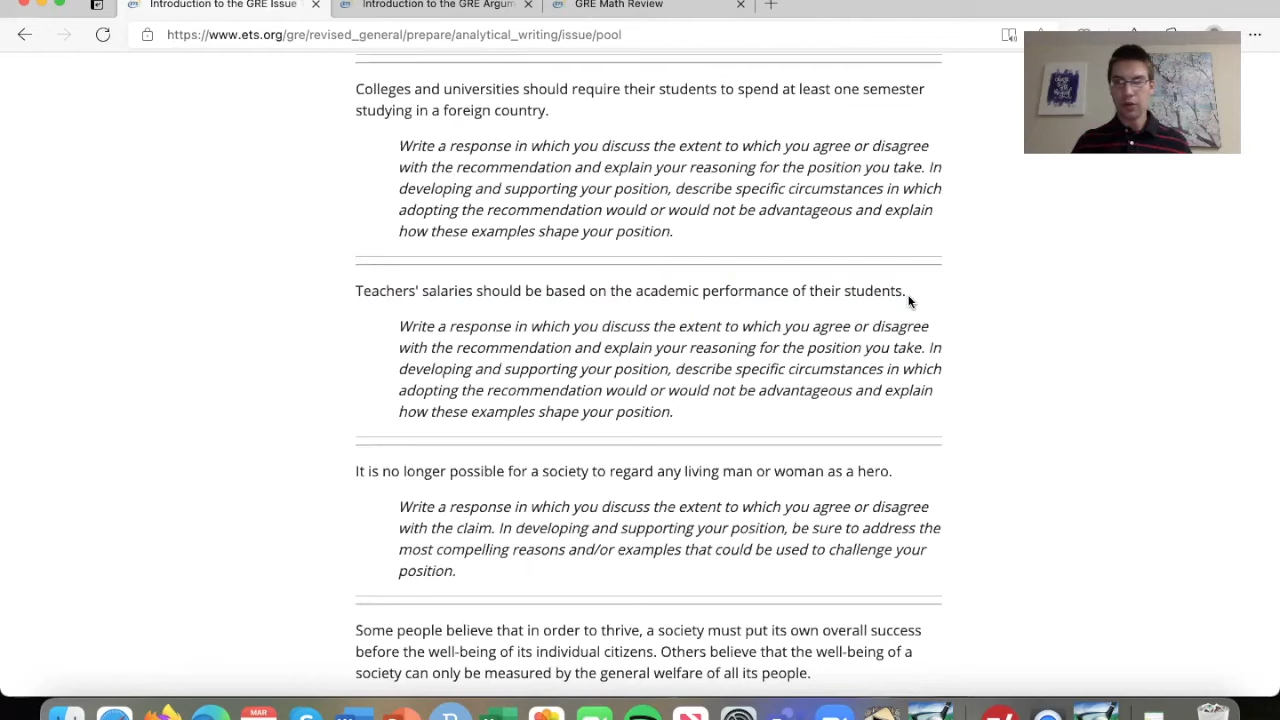 Introduction to the GRE Issue
Introduction to the GRE Argum
GRE Math Review
https://www.ets.org/gre/revised_general/prepare/analytical_writing/issue/pool
Colleges and universities should require their students to spend at least one semester
studying in a foreign country.
Write a response in which you discuss the extent to which you agree or disagree
with the recommendation and explain your reasoning for the position you take. In
developing and supporting your position, describe specific circumstances in which
adopting the recommendation would or would not be advantageous and explain
how these examples shape your position.
Teachers' salaries should be based on the academic performance of their students.
Write a response in which you discuss the extent to which you agree or disagree
with the recommendation and explain your reasoning for the position you take. In
developing and supporting your position, describe specific circumstances in which
adopting the recommendation would or would not be advantageous and explain
how these examples shape your position.
It is no longer possible for a society to regard any living man or woman as a hero.
Write a response in which you discuss the extent to which you agree or disagree
with the claim. In developing and supporting your position, be sure to address the
most compelling reasons and/or examples that could be used to challenge your
position.
Some people believe that in order to thrive, a society must put its own overall success
before the well-being of its individual citizens. Others believe that the well-being of a
society can only be measured by the general welfare of all its people.
MAR